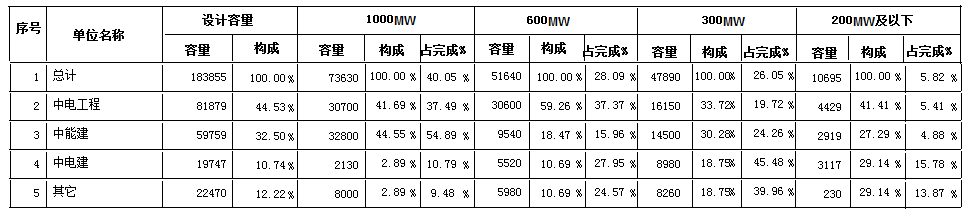 序号 单位名称 设计容量 1000MW 600MW 300MW 200MW及以下
容量 构成 容量 构成 占完成% 容量 构成 占完成% 容量 构成 占完成% 容量 构成 占完成%
1 总计 183855 100.00% 73630 100.00% 40.05% 51640 100.00% 28.09% 47890 100.00% 26.05% 10695 100.00% 5.82%
2 中电工程 81879 44.53% 30700 41.69% 37.49% 30600 59.26% 37.37% 16150 33.72% 19.72% 4429 41.41% 5.41%
3 中能建 59759 32.50% 32800 44.55% 54.89% 9540 18.47% 15.96% 14500 30.28% 24.26% 2919 27.29% 4.88%
4 中电建 19747 10.74% 2130 2.89% 10.79% 5520 10.69% 27.95% 8980 18.75% 45.48% 3117 29.14% 15.78%
5 其它 22470 12.22% 8000 2.89% 9.48% 5980 10.69% 24.57% 8260 18.75% 39.96% 230 29.14% 13.87%